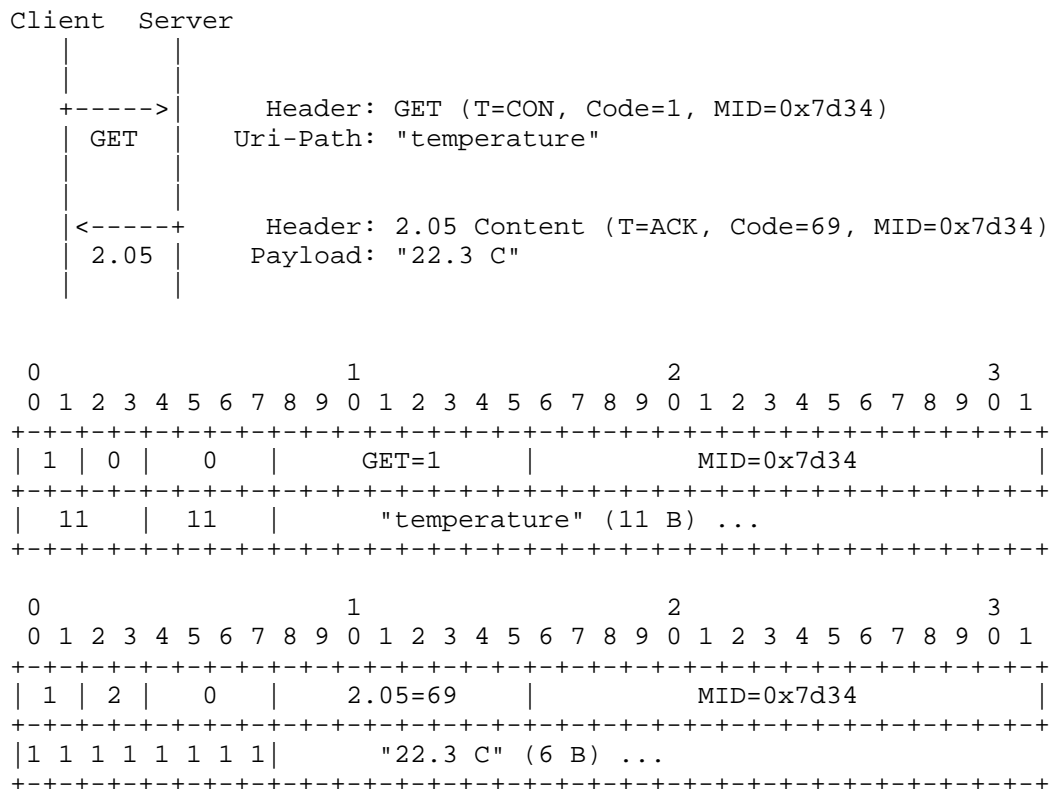 Client  Server
   |      |
   |      |
   +----->|     Header: GET (T=CON, Code=1, MID=0x7d34)
   | GET  |   Uri-Path: "temperature"
   |      |
   |      |
   |<-----+     Header: 2.05 Content (T=ACK, Code=69, MID=0x7d34)
   | 2.05 |    Payload: "22.3 C"
   |      |
 0                   1                   2                   3
 0 1 2 3 4 5 6 7 8 9 0 1 2 3 4 5 6 7 8 9 0 1 2 3 4 5 6 7 8 9 0 1
+-+-+-+-+-+-+-+-+-+-+-+-+-+-+-+-+-+-+-+-+-+-+-+-+-+-+-+-+-+-+-+-+
| 1 | 0 |   0   |     GET=1     |          MID=0x7d34           |
+-+-+-+-+-+-+-+-+-+-+-+-+-+-+-+-+-+-+-+-+-+-+-+-+-+-+-+-+-+-+-+-+
|  11   |  11   |      "temperature" (11 B) ...
+-+-+-+-+-+-+-+-+-+-+-+-+-+-+-+-+-+-+-+-+-+-+-+-+-+-+-+-+-+-+-+-+
 0                   1                   2                   3
 0 1 2 3 4 5 6 7 8 9 0 1 2 3 4 5 6 7 8 9 0 1 2 3 4 5 6 7 8 9 0 1
+-+-+-+-+-+-+-+-+-+-+-+-+-+-+-+-+-+-+-+-+-+-+-+-+-+-+-+-+-+-+-+-+
| 1 | 2 |   0   |    2.05=69    |          MID=0x7d34           |
+-+-+-+-+-+-+-+-+-+-+-+-+-+-+-+-+-+-+-+-+-+-+-+-+-+-+-+-+-+-+-+-+
|1 1 1 1 1 1 1 1|      "22.3 C" (6 B) ...
+-+-+-+-+-+-+-+-+-+-+-+-+-+-+-+-+-+-+-+-+-+-+-+-+-+-+-+-+-+-+-+-+